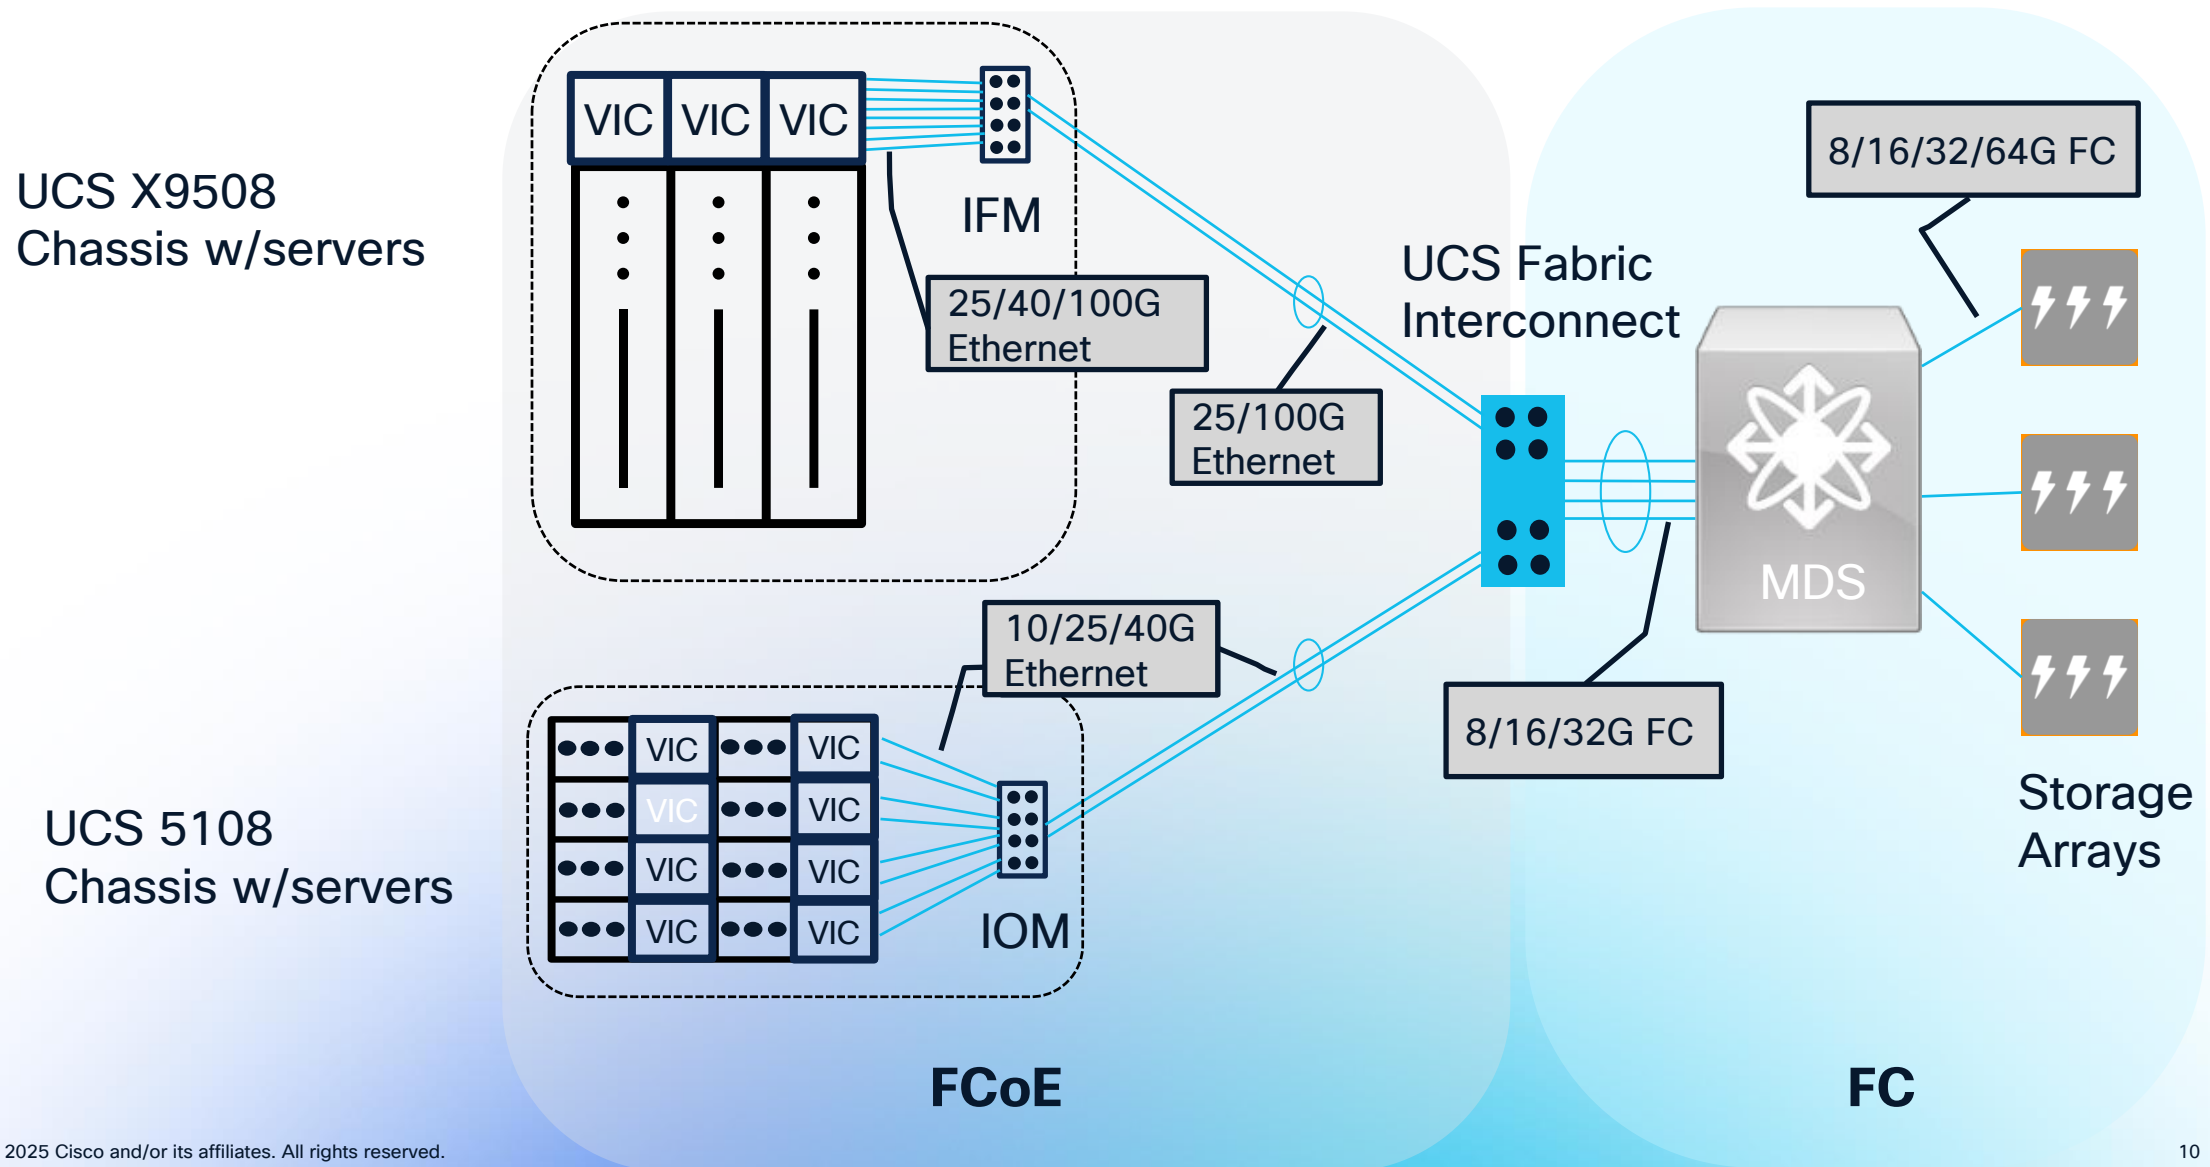 UCS X9508
Chassis w/servers
VIC VIC VIC
IFM
25/40/100G
Ethernet
25/100G
Ethernet
UCS Fabric
Interconnect
8/16/32/64G FC
MDS
8/16/32G FC
Storage
Arrays
10/25/40G
Ethernet
UCS 5108
Chassis w/servers
VIC VIC
VIC VIC
VIC VIC
VIC VIC
IOM
FCoE
FC
2025 Cisco and/or its affiliates. All rights reserved.
10